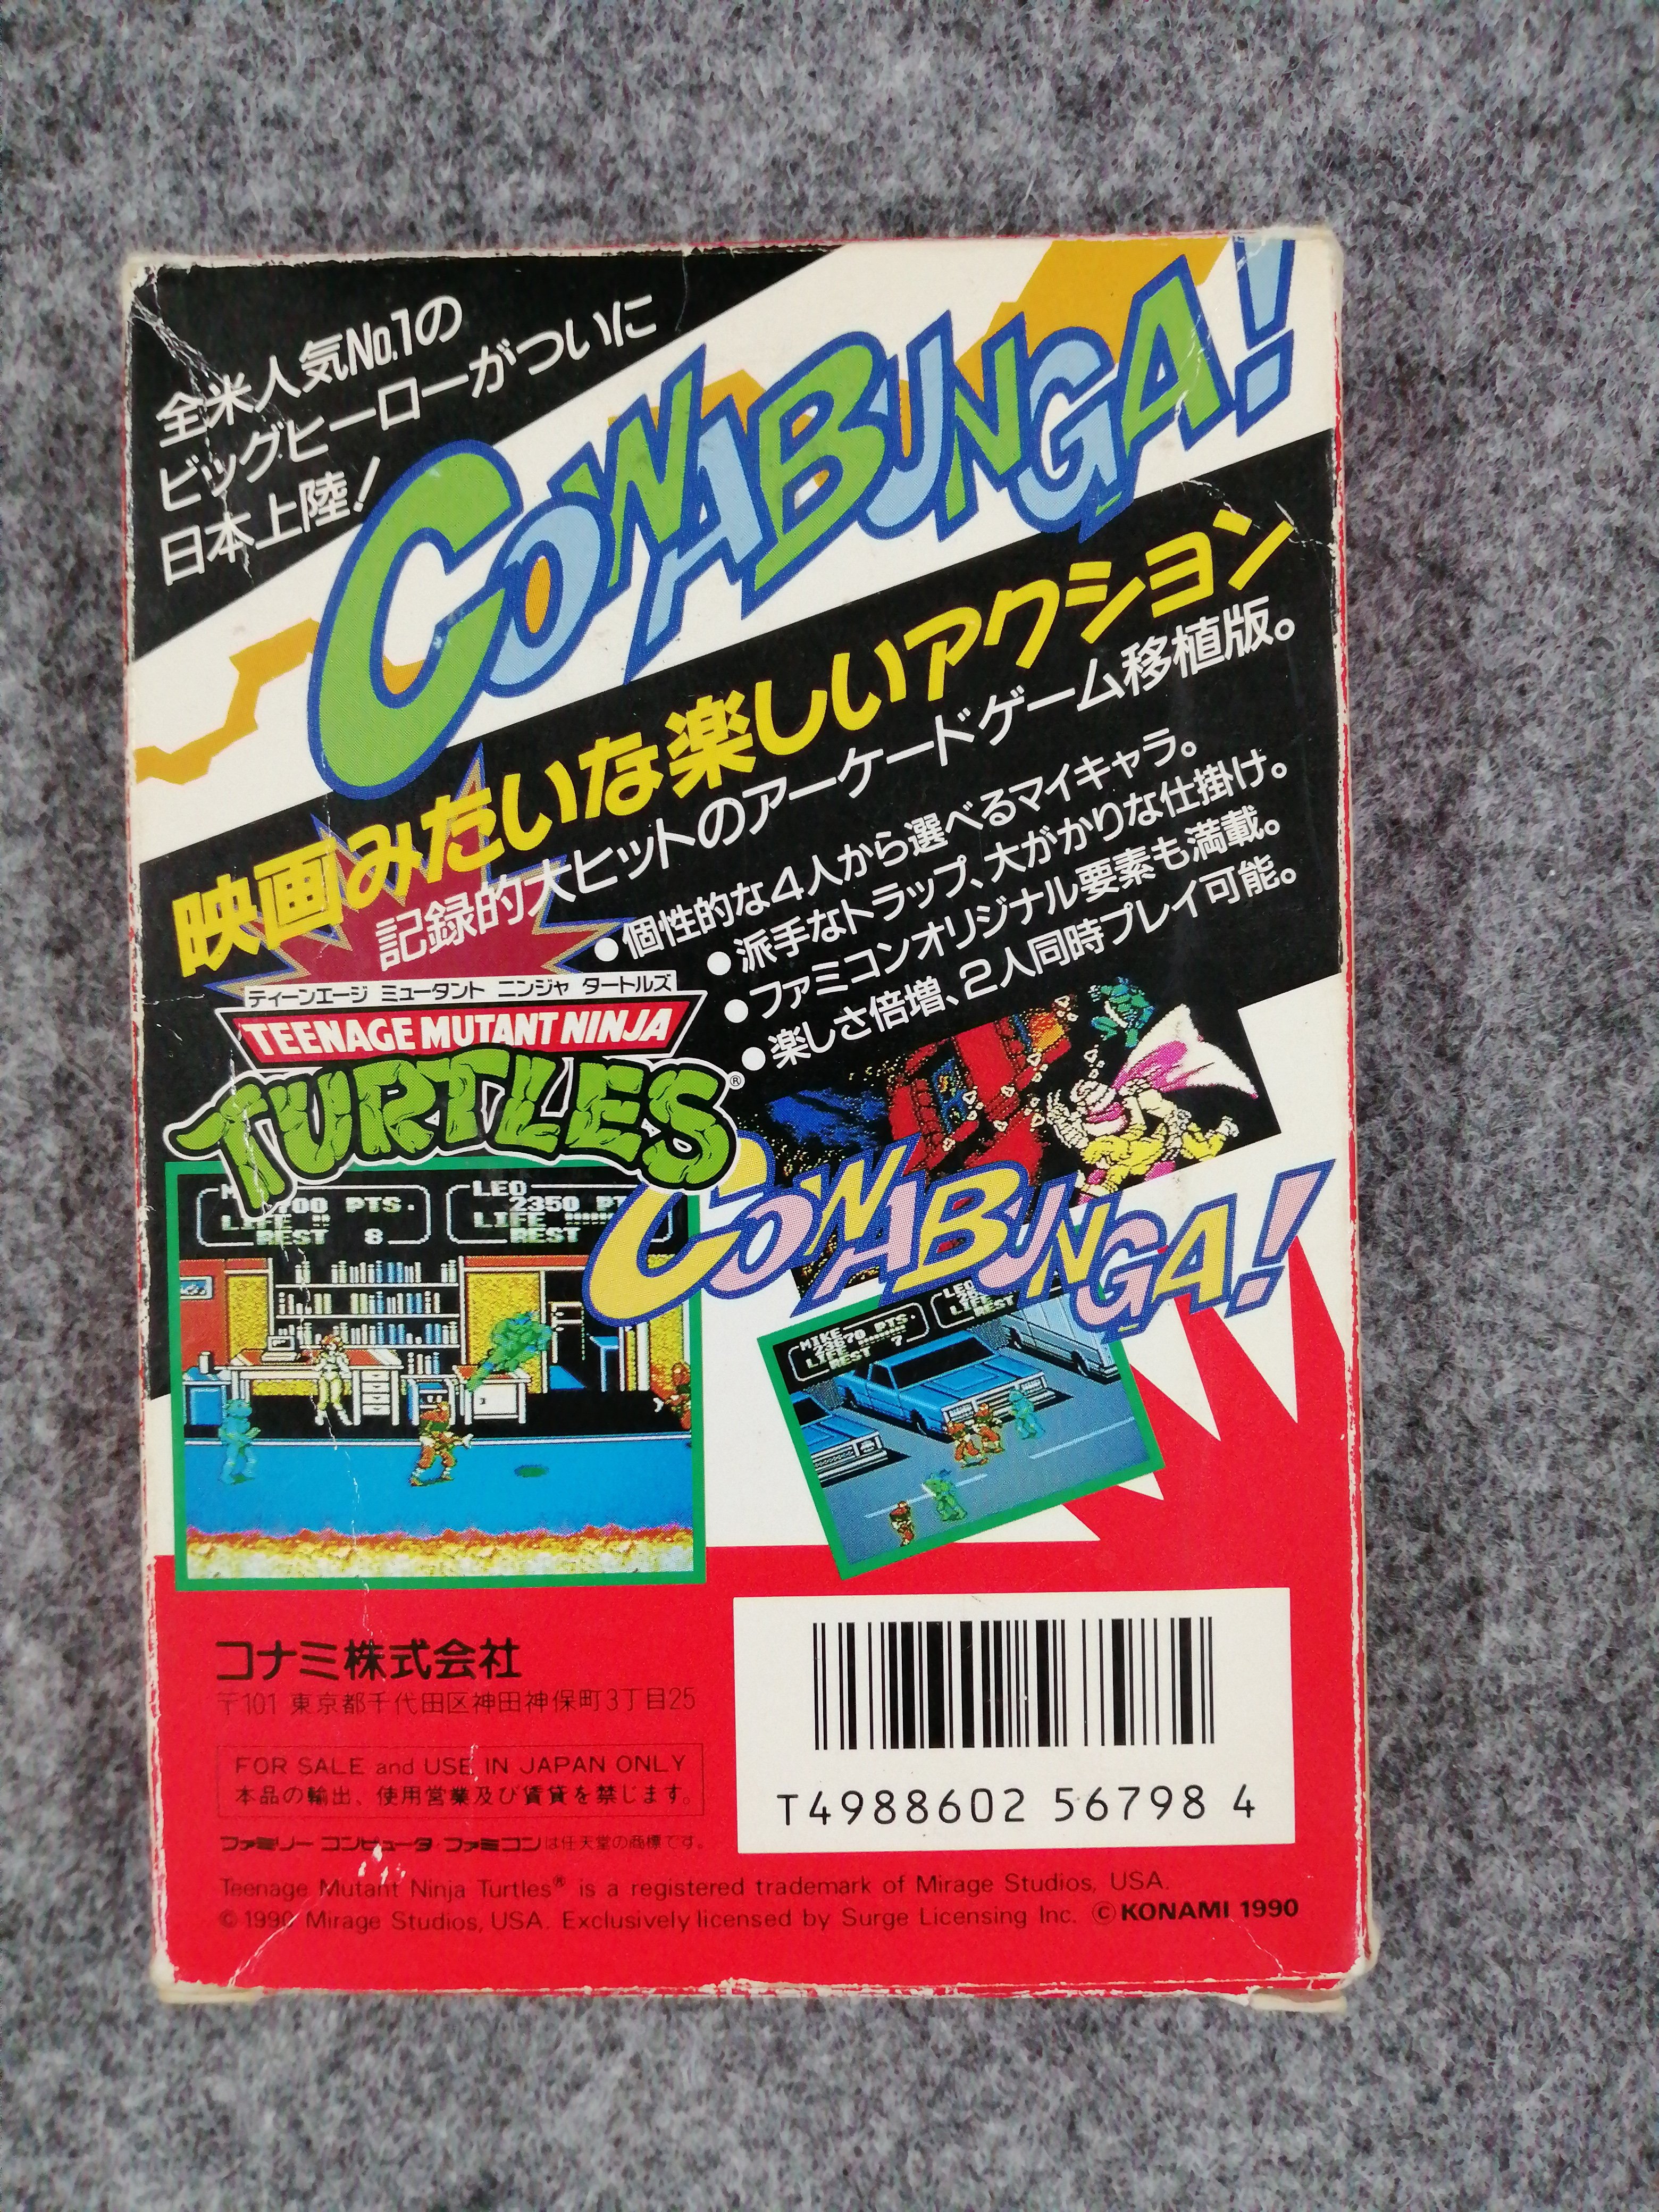 全米人気No.1の
ビッグヒーローがついに
日本上陸!
COWABUNGA!
映画みたいな楽しいアクション
記録的大ヒットのアーケードゲーム移植版。
●個性的な4人から選べるマイキャラ。
●派手なトラップ、大がかりな仕掛け。
●ファミコンオリジナル要素も満載。
●楽しさ倍増、2人同時プレイ可能。
ティーンエージ ミュータント ニンジャ タートルズ
TEENAGE MUTANT NINJA
TURTLES®
COWABUNGA!
00 PTS.
LIFE
REST 8
LEO
2350 PT
LIFE
REST
MIKE
PTS.
LIFE
REST 7
LEO
LIFE
REST
コナミ株式会社
〒101 東京都千代田区神田神保町3丁目25
FOR SALE and USE IN JAPAN ONLY
本品の輸出、使用営業及び賃貸を禁じます。
ファミリーコンピュータ・ファミコンは任天堂の商標です。
T4988602 56798 4
Teenage Mutant Ninja Turtles® is a registered trademark of Mirage Studios, USA.
© 1990 Mirage Studios, USA. Exclusively licensed by Surge Licensing Inc. ©KONAMI 1990